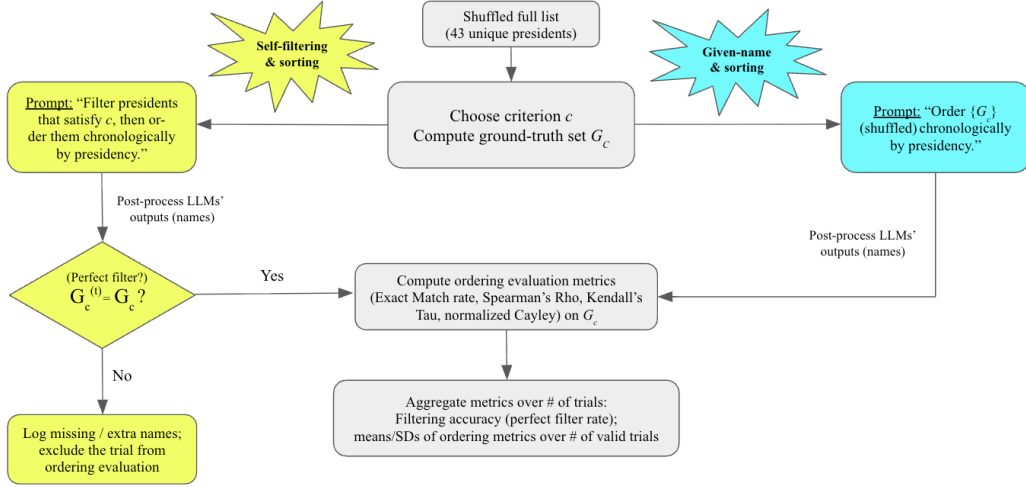 Shuffled full list
(43 unique presidents)
Self-filtering
& sorting
Given-name
& sorting
Prompt: “Filter presidents
that satisfy c, then or-
der them chronologically
by presidency.”
Choose criterion c
Compute ground-truth set G_C
Prompt: “Order {G_c}
(shuffled) chronologically
by presidency.”
Post-process LLMs’
outputs (names)
Post-process LLMs’
outputs (names)
(Perfect filter?)
G_c^(t) = G_c ?
Yes
Compute ordering evaluation metrics
(Exact Match rate, Spearman’s Rho, Kendall’s
Tau, normalized Cayley) on G_c
No
Log missing / extra names;
exclude the trial from
ordering evaluation
Aggregate metrics over # of trials:
Filtering accuracy (perfect filter rate);
means/SDs of ordering metrics over # of valid trials